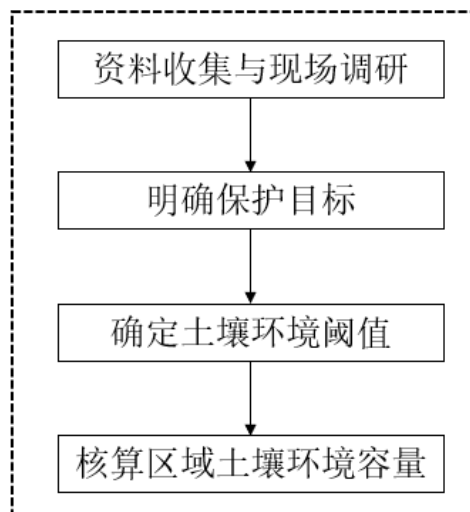 资料收集与现场调研
明确保护目标
确定土壤环境阈值
核算区域土壤环境容量